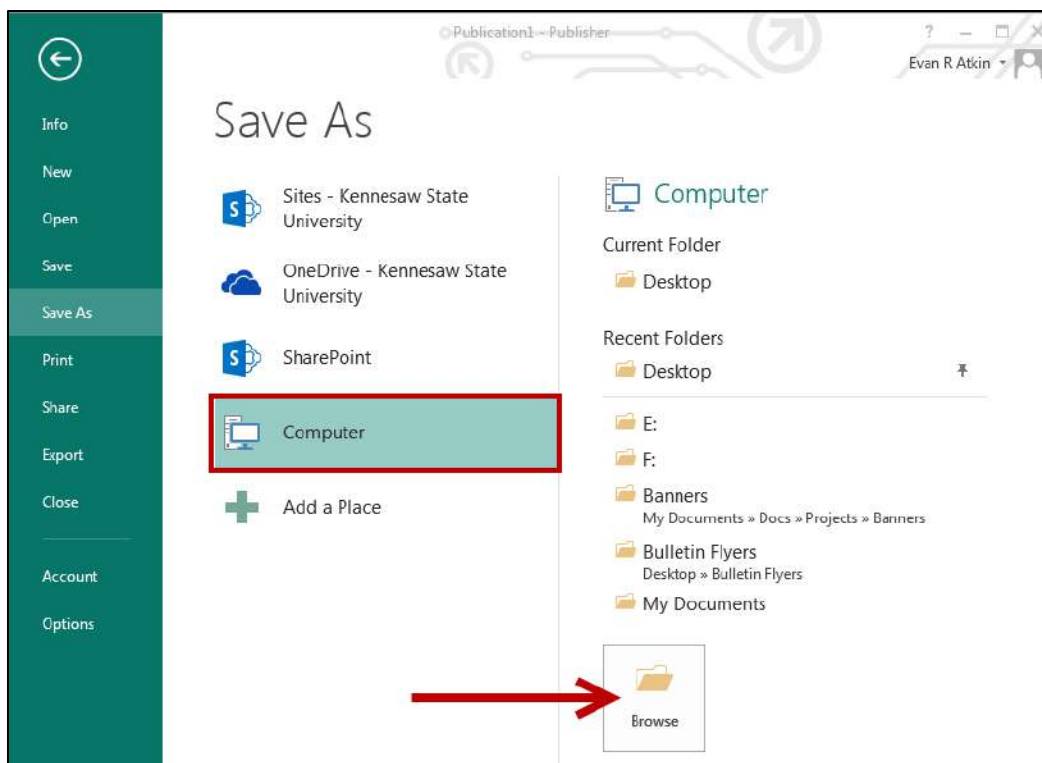 Publication1 - Publisher
?
Evan R Atkin
Info
New
Open
Save
Save As
Print
Share
Export
Close
Account
Options
Save As
Sites - Kennesaw State
University
OneDrive - Kennesaw State
University
SharePoint
Computer
Add a Place
Computer
Current Folder
Desktop
Recent Folders
Desktop
E:
F:
Banners
My Documents » Docs » Projects » Banners
Bulletin Flyers
Desktop » Bulletin Flyers
My Documents
Browse